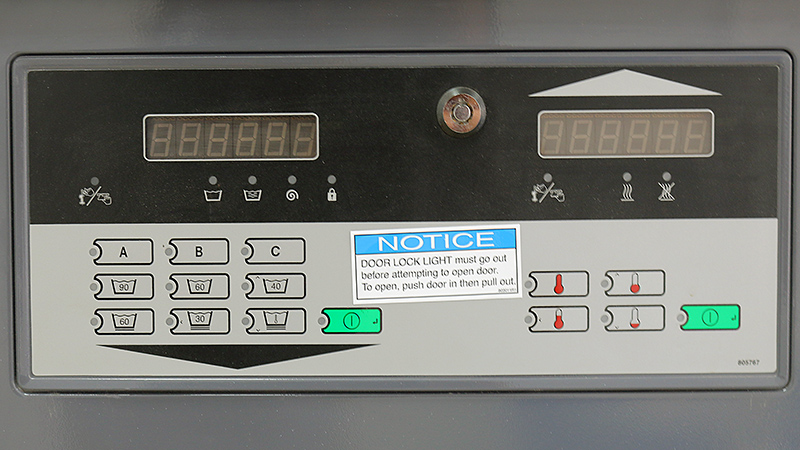 NOTICE
DOOR LOCK LIGHT must go out
before attempting to open door.
To open, push door in then pull out.
A B C
90 60 40
60 30
805767